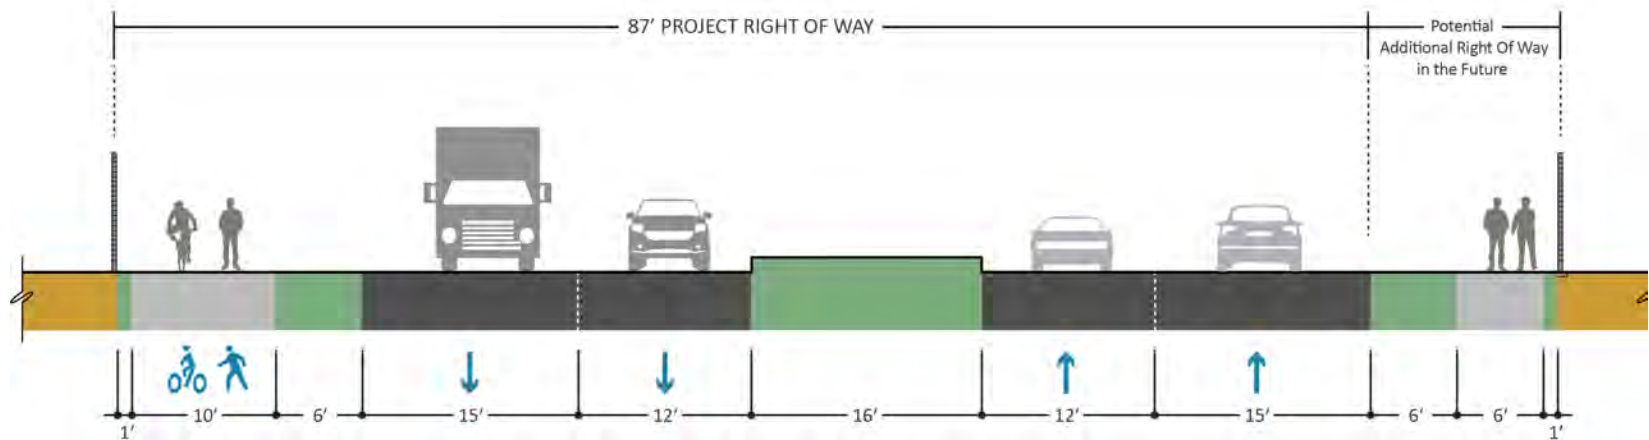 87' PROJECT RIGHT OF WAY
Potential
Additional Right Of Way
in the Future
1'
10'
6'
15'
12'
16'
12'
15'
6'
6'
1'